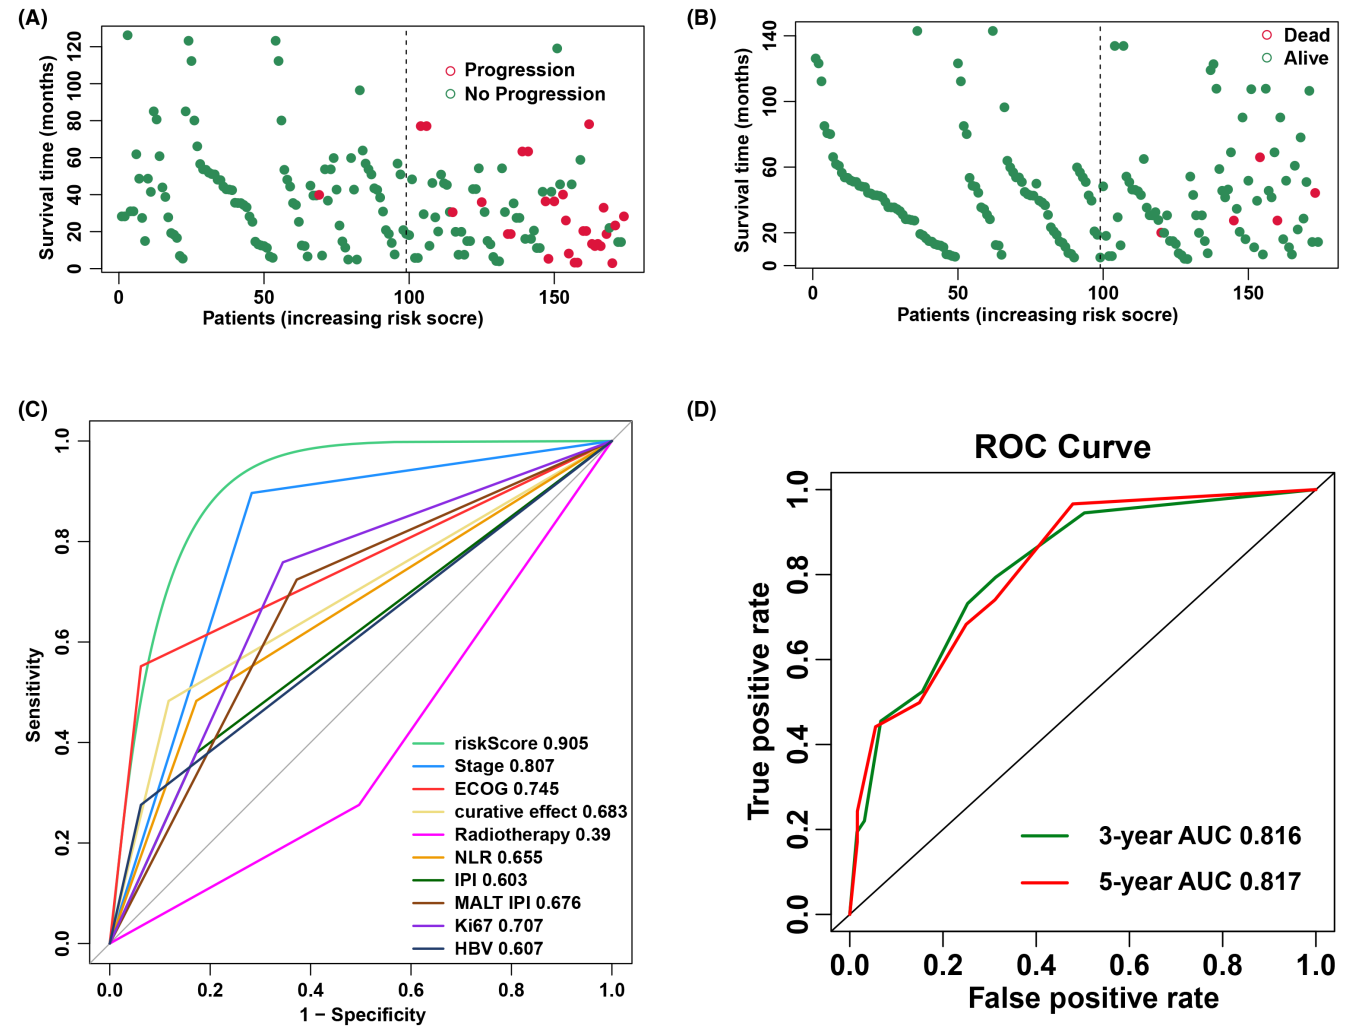 (A)
Survival time (months)
120
100
80
60
40
20
0
Progression
No Progression
0 50 100 150
Patients (increasing risk socre)
(B)
Survival time (months)
140
100
60
20
0
Dead
Alive
0 50 100 150
Patients (increasing risk socre)
(C)
Sensitivity
1.0
0.8
0.6
0.4
0.2
0.0
riskScore 0.905
Stage 0.807
ECOG 0.745
curative effect 0.683
Radiotherapy 0.39
NLR 0.655
IPI 0.603
MALT IPI 0.676
Ki67 0.707
HBV 0.607
0.0 0.2 0.4 0.6 0.8 1.0
1 − Specificity
(D)
ROC Curve
True positive rate
1.0
0.8
0.6
0.4
0.2
0.0
3-year AUC 0.816
5-year AUC 0.817
0.0 0.2 0.4 0.6 0.8 1.0
False positive rate